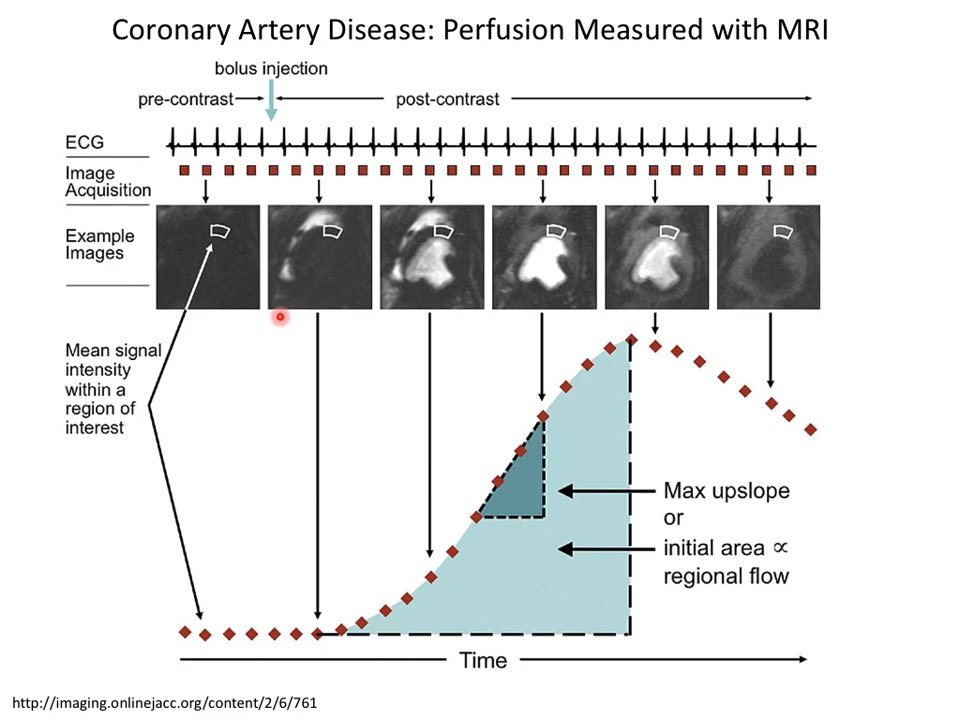 Coronary Artery Disease: Perfusion Measured with MRI
bolus injection
pre-contrast
post-contrast
ECG
Image
Acquisition
Example
Images
Mean signal
intensity
within a
region of
interest
Max upslope
or
initial area ∝
regional flow
Time
http://imaging.onlinejacc.org/content/2/6/761